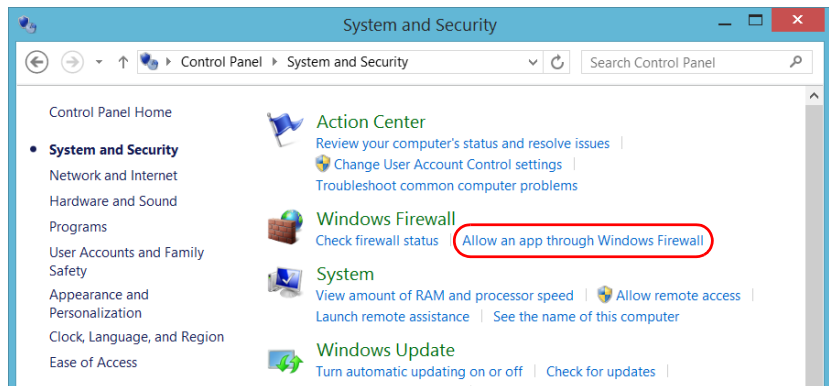 System and Security
Control Panel System and Security
Search Control Panel
Control Panel Home
System and Security
Network and Internet
Hardware and Sound
Programs
User Accounts and Family
Safety
Appearance and
Personalization
Clock, Language, and Region
Ease of Access
Action Center
Review your computer's status and resolve issues
Change User Account Control settings
Troubleshoot common computer problems
Windows Firewall
Check firewall status Allow an app through Windows Firewall
System
View amount of RAM and processor speed Allow remote access
Launch remote assistance See the name of this computer
Windows Update
Turn automatic updating on or off Check for updates